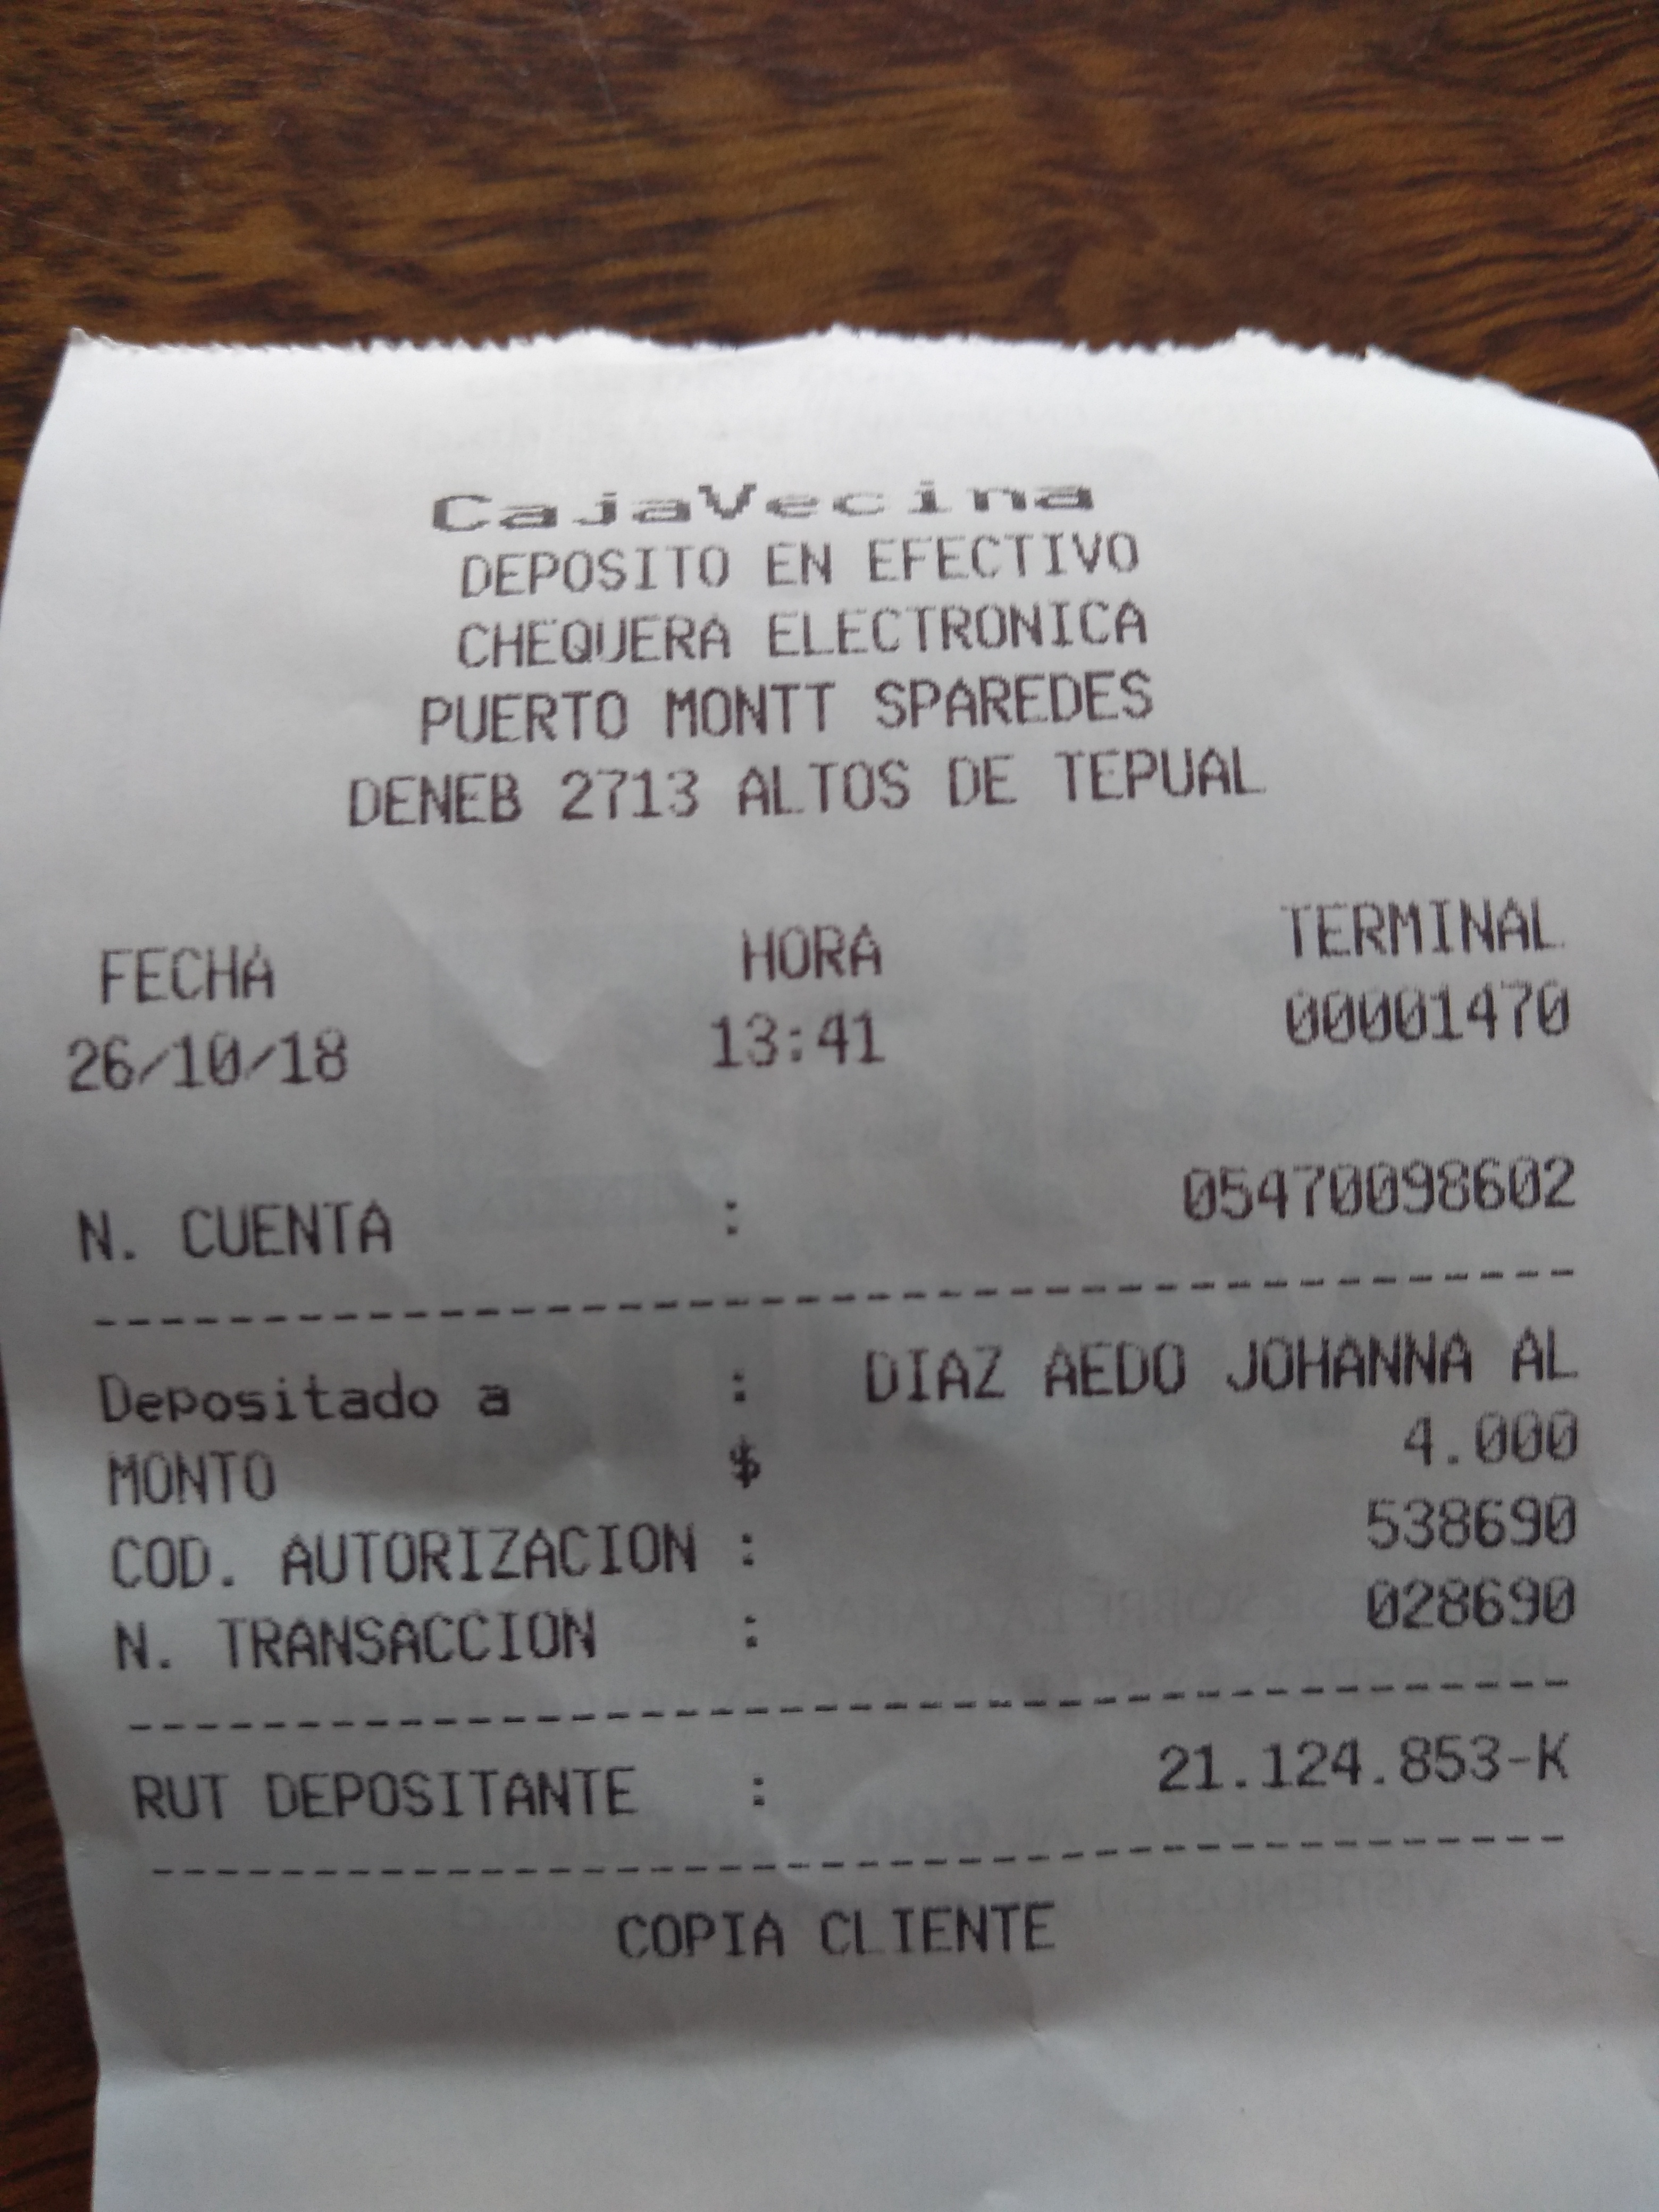 CajaVecina
DEPOSITO EN EFECTIVO
CHEQUERA ELECTRONICA
PUERTO MONTT SPAREDES
DENEB 2713 ALTOS DE TEPUAL
FECHA HORA TERMINAL
26/10/18 13:41 00001470
N. CUENTA : 05470098602
--------------------------------------
Depositado a : DIAZ AEDO JOHANNA AL
MONTO $ 4.000
COD. AUTORIZACION : 538690
N. TRANSACCION : 028690
--------------------------------------
RUT DEPOSITANTE : 21.124.853-K
--------------------------------------
COPIA CLIENTE